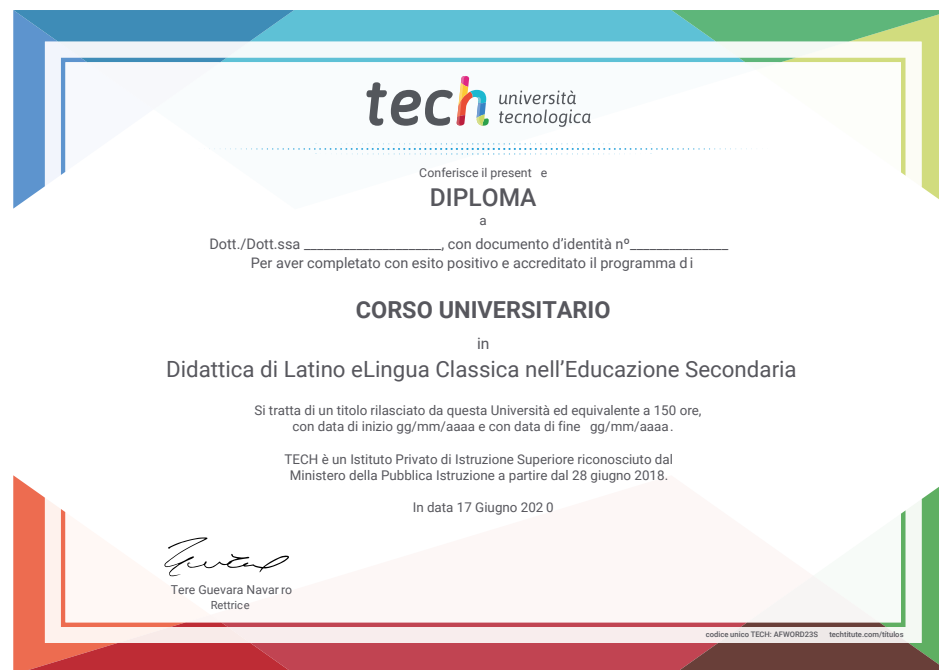 tech università
tecnologica
Conferisce il present e
DIPLOMA
a
Dott./Dott.ssa _____________________, con documento d'identità nº_______________
Per aver completato con esito positivo e accreditato il programma d i
CORSO UNIVERSITARIO
in
Didattica di Latino eLingua Classica nell'Educazione Secondaria
Si tratta di un titolo rilasciato da questa Università ed equivalente a 150 ore,
con data di inizio gg/mm/aaaa e con data di fine gg/mm/aaaa.
TECH è un Istituto Privato di Istruzione Superiore riconosciuto dal
Ministero della Pubblica Istruzione a partire dal 28 giugno 2018.
In data 17 Giugno 202 0
Tere Guevara Navar ro
Rettrice
codice unico TECH: AFWORD23S techtitute.com/titulos